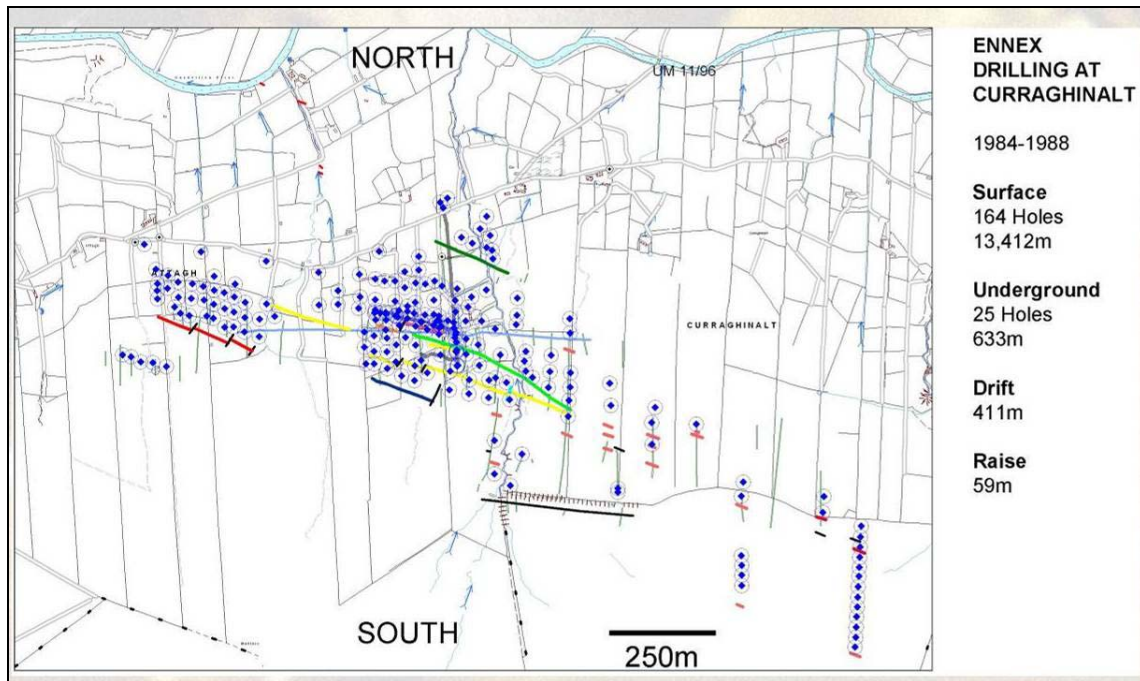 NORTH
UM 11/96
ATTAGH
CURRAGHINALT
SOUTH
250m
ENNEX
DRILLING AT
CURRAGHINALT
1984-1988
Surface
164 Holes
13,412m
Underground
25 Holes
633m
Drift
411m
Raise
59m